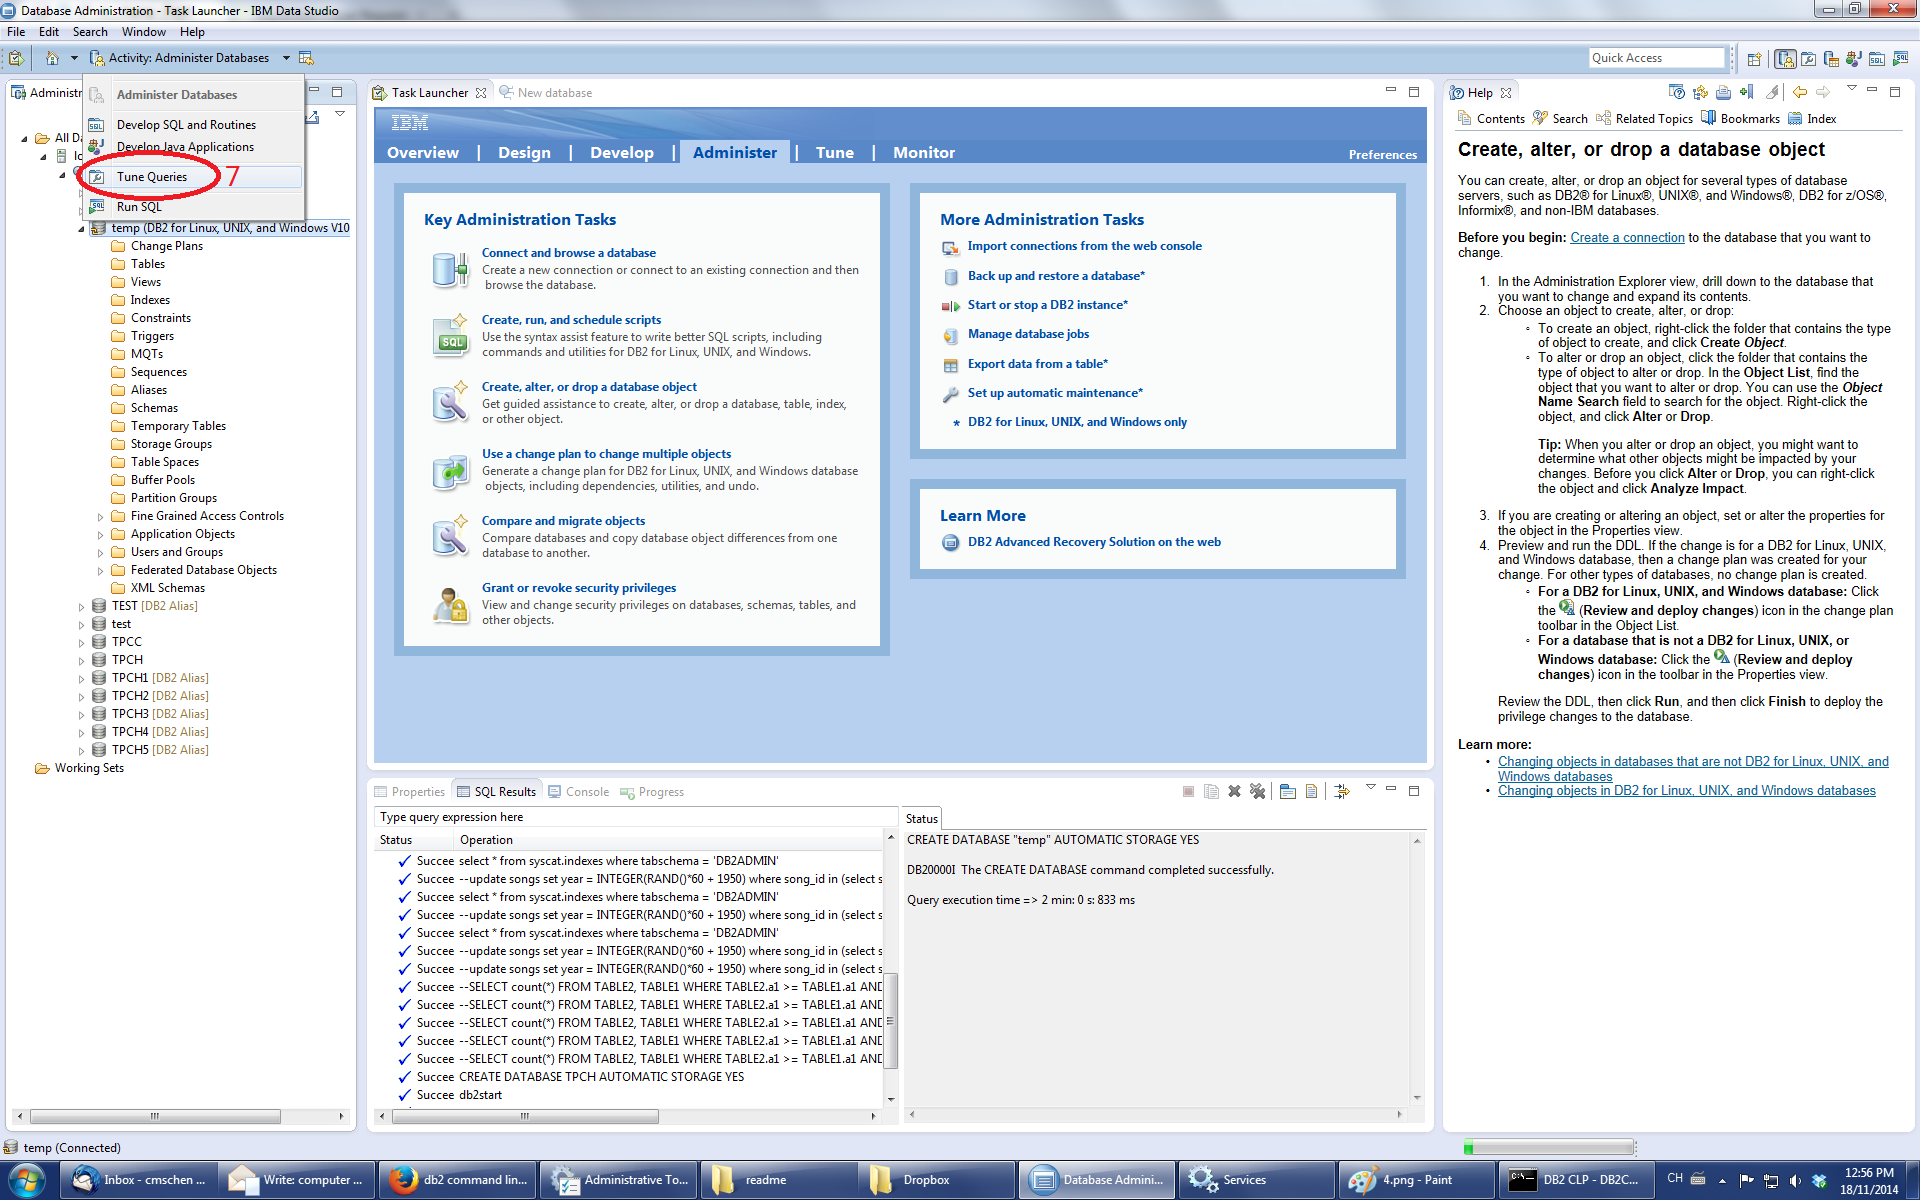 Database Administration - Task Launcher - IBM Data Studio
File Edit Search Window Help
Activity: Administer Databases
Quick Access
Administer Databases
Develop SQL and Routines
Develop Java Applications
Tune Queries
7
Run SQL
temp (DB2 for Linux, UNIX, and Windows V10
Change Plans
Tables
Views
Indexes
Constraints
Triggers
MQTs
Sequences
Aliases
Schemas
Temporary Tables
Storage Groups
Table Spaces
Buffer Pools
Partition Groups
Fine Grained Access Controls
Application Objects
Users and Groups
Federated Database Objects
XML Schemas
TEST [DB2 Alias]
test
TPCC
TPCH
TPCH1 [DB2 Alias]
TPCH2 [DB2 Alias]
TPCH3 [DB2 Alias]
TPCH4 [DB2 Alias]
TPCH5 [DB2 Alias]
Working Sets
Task Launcher New database
IBM
Overview | Design | Develop | Administer | Tune | Monitor
Preferences
Key Administration Tasks
Connect and browse a database
Create a new connection or connect to an existing connection and then
browse the database.
Create, run, and schedule scripts
Use the syntax assist feature to write better SQL scripts, including
commands and utilities for DB2 for Linux, UNIX, and Windows.
Create, alter, or drop a database object
Get guided assistance to create, alter, or drop a database, table, index,
or other object.
Use a change plan to change multiple objects
Generate a change plan for DB2 for Linux, UNIX, and Windows database
objects, including dependencies, utilities, and undo.
Compare and migrate objects
Compare databases and copy database object differences from one
database to another.
Grant or revoke security privileges
View and change security privileges on databases, schemas, tables, and
other objects.
More Administration Tasks
Import connections from the web console
Back up and restore a database*
Start or stop a DB2 instance*
Manage database jobs
Export data from a table*
Set up automatic maintenance*
* DB2 for Linux, UNIX, and Windows only
Learn More
DB2 Advanced Recovery Solution on the web
Properties SQL Results Console Progress
Type query expression here
Status Operation
Succee select * from syscat.indexes where tabschema = 'DB2ADMIN'
Succee --update songs set year = INTEGER(RAND()*60 + 1950) where song_id in (select s
Succee select * from syscat.indexes where tabschema = 'DB2ADMIN'
Succee --update songs set year = INTEGER(RAND()*60 + 1950) where song_id in (select s
Succee select * from syscat.indexes where tabschema = 'DB2ADMIN'
Succee --update songs set year = INTEGER(RAND()*60 + 1950) where song_id in (select s
Succee --update songs set year = INTEGER(RAND()*60 + 1950) where song_id in (select s
Succee --SELECT count(*) FROM TABLE2, TABLE1 WHERE TABLE2.a1 >= TABLE1.a1 AND
Succee --SELECT count(*) FROM TABLE2, TABLE1 WHERE TABLE2.a1 >= TABLE1.a1 AND
Succee --SELECT count(*) FROM TABLE2, TABLE1 WHERE TABLE2.a1 >= TABLE1.a1 AND
Succee --SELECT count(*) FROM TABLE2, TABLE1 WHERE TABLE2.a1 >= TABLE1.a1 AND
Succee --SELECT count(*) FROM TABLE2, TABLE1 WHERE TABLE2.a1 >= TABLE1.a1 AND
Succee CREATE DATABASE TPCH AUTOMATIC STORAGE YES
Succee db2start
Status
CREATE DATABASE "temp" AUTOMATIC STORAGE YES
DB20000I The CREATE DATABASE command completed successfully.
Query execution time => 2 min: 0 s: 833 ms
Help
Contents Search Related Topics Bookmarks Index
Create, alter, or drop a database object
You can create, alter, or drop an object for several types of database
servers, such as DB2® for Linux®, UNIX®, and Windows®, DB2 for z/OS®,
Informix®, and non-IBM databases.
Before you begin: Create a connection to the database that you want to
change.
1. In the Administration Explorer view, drill down to the database that
you want to change and expand its contents.
2. Choose an object to create, alter, or drop:
◦ To create an object, right-click the folder that contains the type
of object to create, and click Create Object.
◦ To alter or drop an object, click the folder that contains the
type of object to alter or drop. In the Object List, find the
object that you want to alter or drop. You can use the Object
Name Search field to search for the object. Right-click the
object, and click Alter or Drop.
Tip: When you alter or drop an object, you might want to
determine what other objects might be impacted by your
changes. Before you click Alter or Drop, you can right-click
the object and click Analyze Impact.
3. If you are creating or altering an object, set or alter the properties for
the object in the Properties view.
4. Preview and run the DDL. If the change is for a DB2 for Linux, UNIX,
and Windows database, then a change plan was created for your
change. For other types of databases, no change plan is created.
◦ For a DB2 for Linux, UNIX, and Windows database: Click
the (Review and deploy changes) icon in the change plan
toolbar in the Object List.
◦ For a database that is not a DB2 for Linux, UNIX, or
Windows database: Click the (Review and deploy
changes) icon in the toolbar in the Properties view.
Review the DDL, then click Run, and then click Finish to deploy the
privilege changes to the database.
Learn more:
• Changing objects in databases that are not DB2 for Linux, UNIX, and
Windows databases
• Changing objects in DB2 for Linux, UNIX, and Windows databases
temp (Connected)
Inbox - cmschen ...
Write: computer ...
db2 command lin...
Administrative To...
readme
Dropbox
Database Admini...
Services
4.png - Paint
DB2 CLP - DB2C...
CH
12:56 PM
18/11/2014